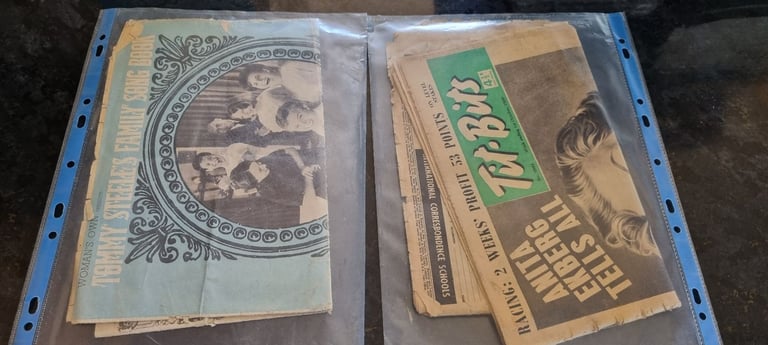 WOMAN'S OWN
TOMMY STEELE'S FAMILY SONG BOOK
RACING: 2 WEEKS' PROFIT 53 POINTS
Tit-Bits
ANITA
EKBERG
TELLS ALL
INTERNATIONAL CORRESPONDENCE SCHOOLS